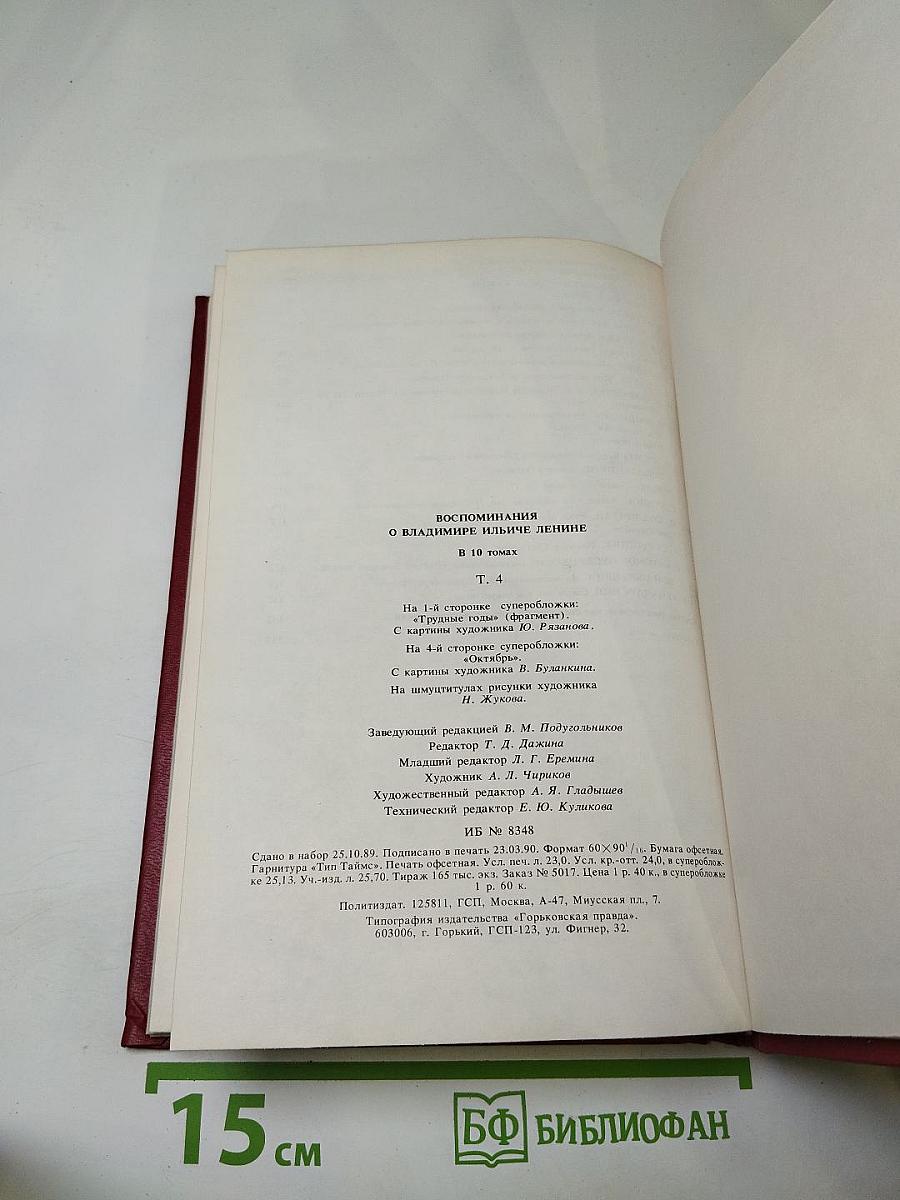 ВОСПОМИНАНИЯ
О ВЛАДИМИРЕ ИЛЬИЧЕ ЛЕНИНЕ
В 10 томах
Т. 4
На 1-й сторонке суперобложки:
«Трудные годы» (фрагмент).
С картины художника Ю. Рязанова.
На 4-й сторонке суперобложки:
«Октябрь».
С картины художника В. Буланкина.
На шмуцтитулах рисунки художника
Н. Жукова.
Заведующий редакцией В. М. Подугольников
Редактор Т. Д. Дажина
Младший редактор Л. Г. Еремина
Художник А. Л. Чириков
Художественный редактор А. Я. Гладышев
Технический редактор Е. Ю. Куликова
ИБ № 8348
Сдано в набор 25.10.89. Подписано в печать 23.03.90. Формат 60×90¹/₁₆. Бумага офсетная.
Гарнитура «Тип Таймс». Печать офсетная. Усл. печ. л. 23,0. Усл. кр.-отт. 24,0, в супероблож-
ке 25,13. Уч.-изд. л. 25,70. Тираж 165 тыс. экз. Заказ № 5017. Цена 1 р. 40 к., в суперобложке
1 р. 60 к.
Политиздат. 125811, ГСП, Москва, А-47, Миусская пл., 7.
Типография издательства «Горьковская правда».
603006, г. Горький, ГСП-123, ул. Фигнер, 32.
15 см
БФ БИБЛИОФАН